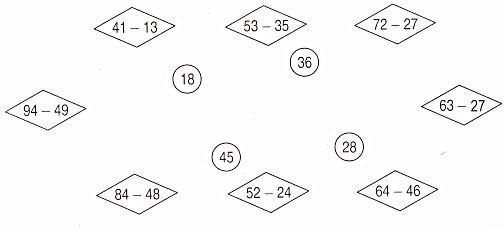 41 – 13
53 – 35
72 – 27
36
18
94 – 49
63 – 27
45
28
84 – 48
52 – 24
64 – 46